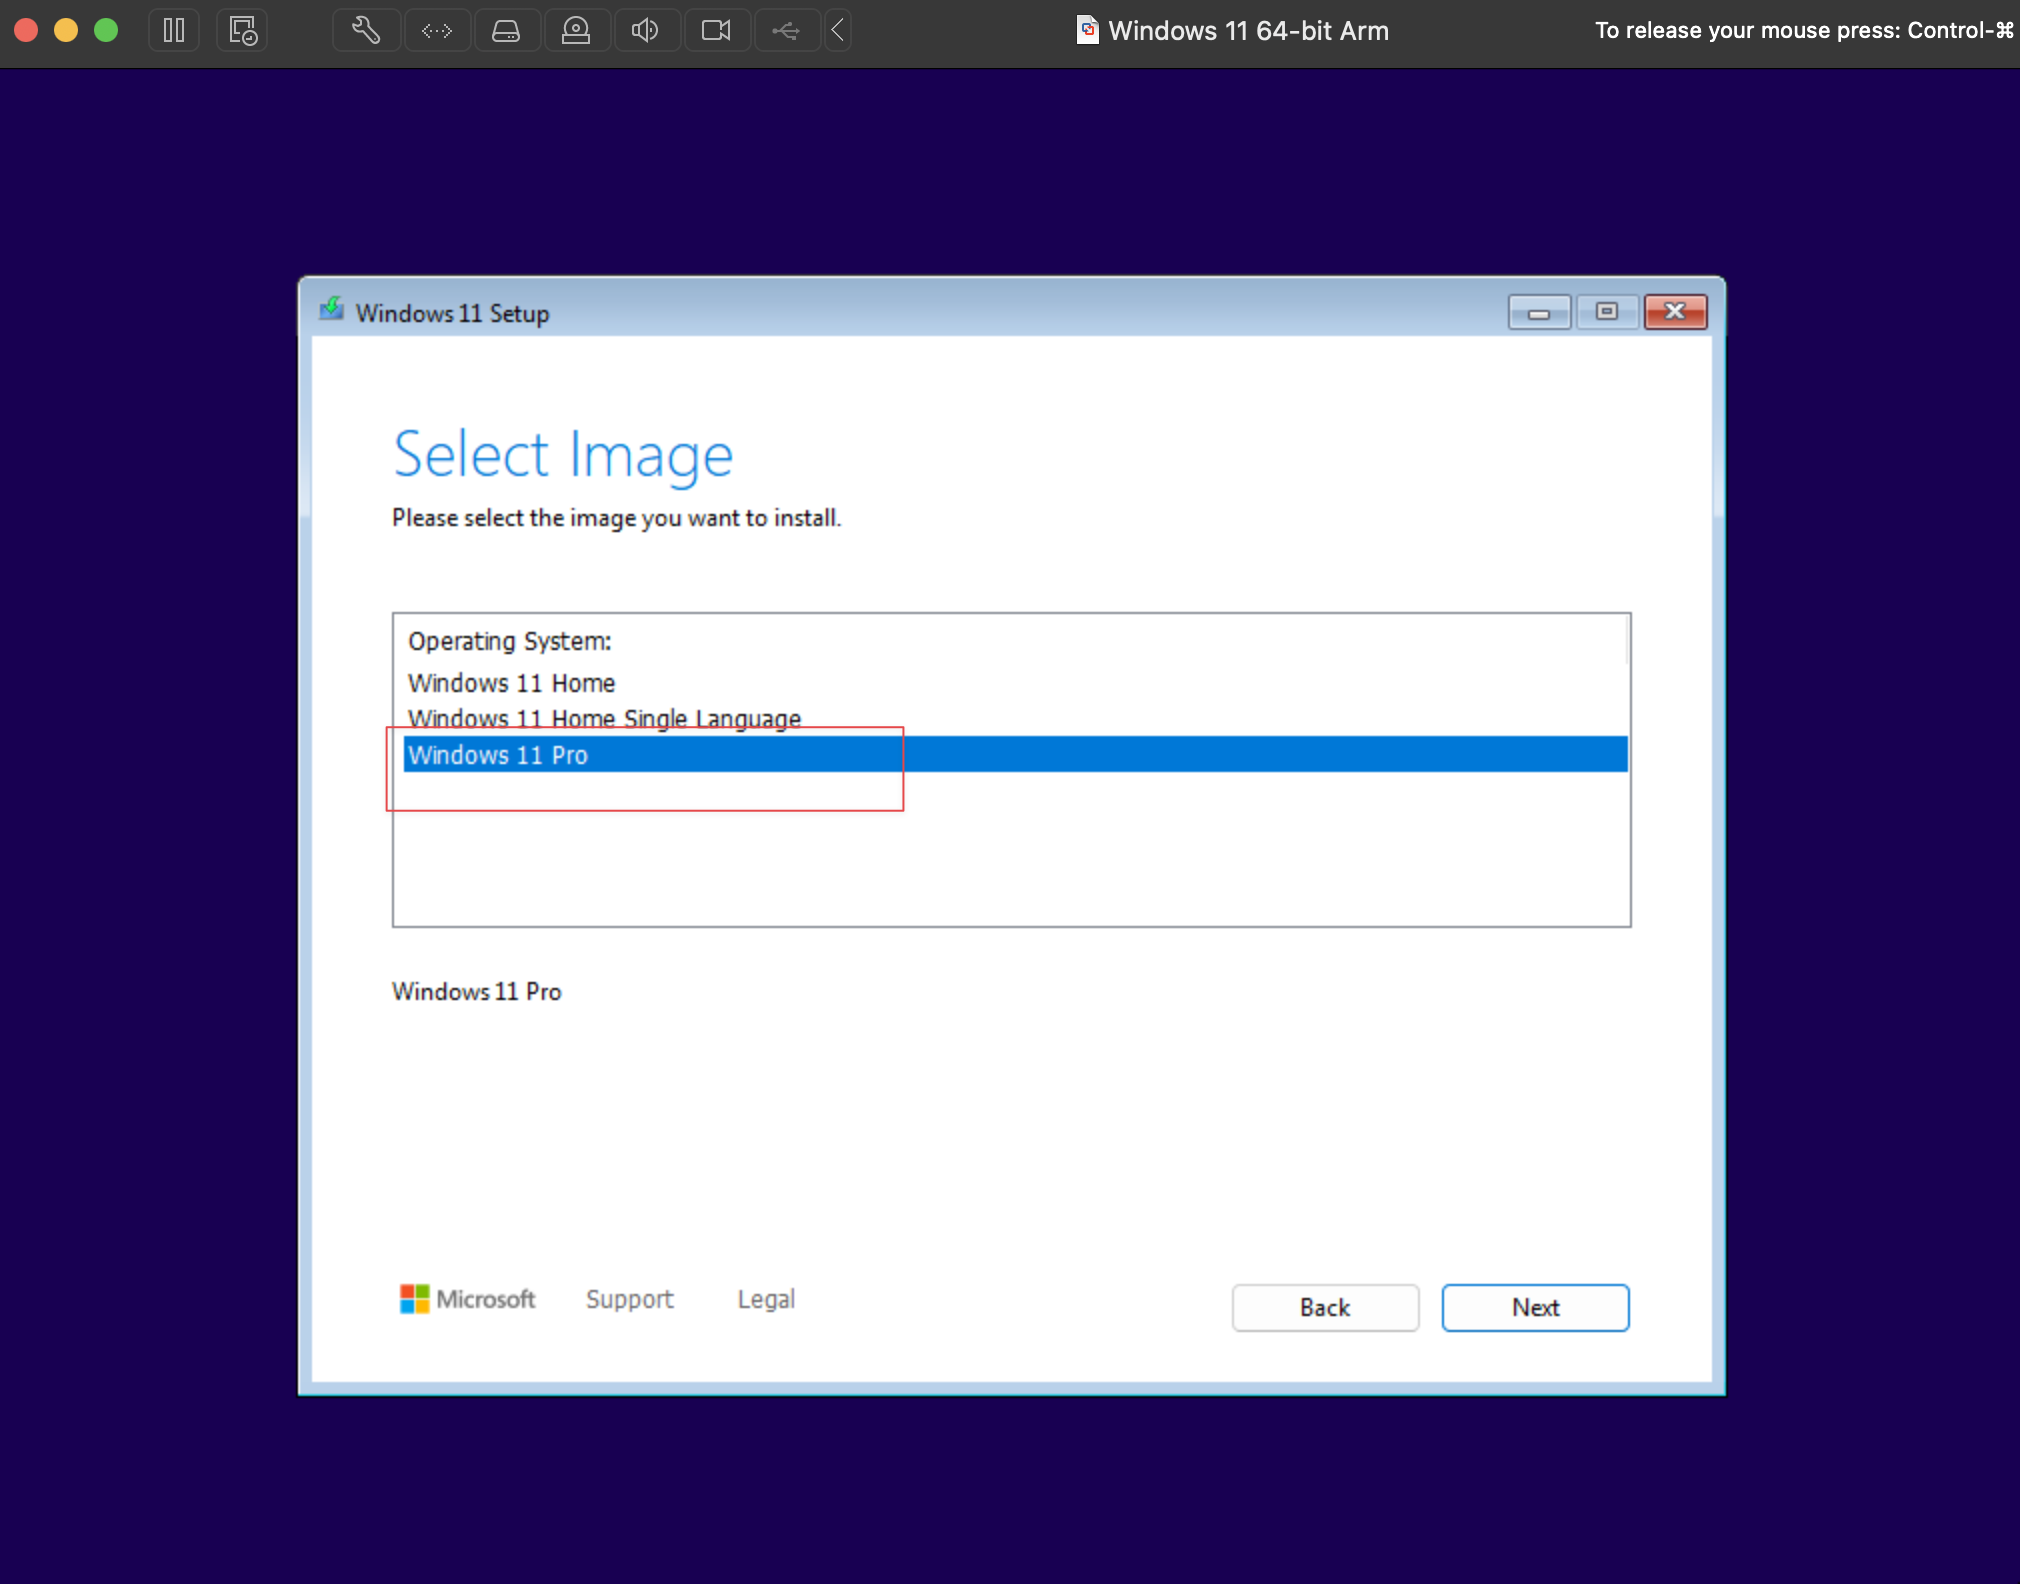 Windows 11 64-bit Arm
To release your mouse press: Control-⌘
Windows 11 Setup
Select Image
Please select the image you want to install.
Operating System:
Windows 11 Home
Windows 11 Home Single Language
Windows 11 Pro
Windows 11 Pro
Microsoft
Support
Legal
Back
Next